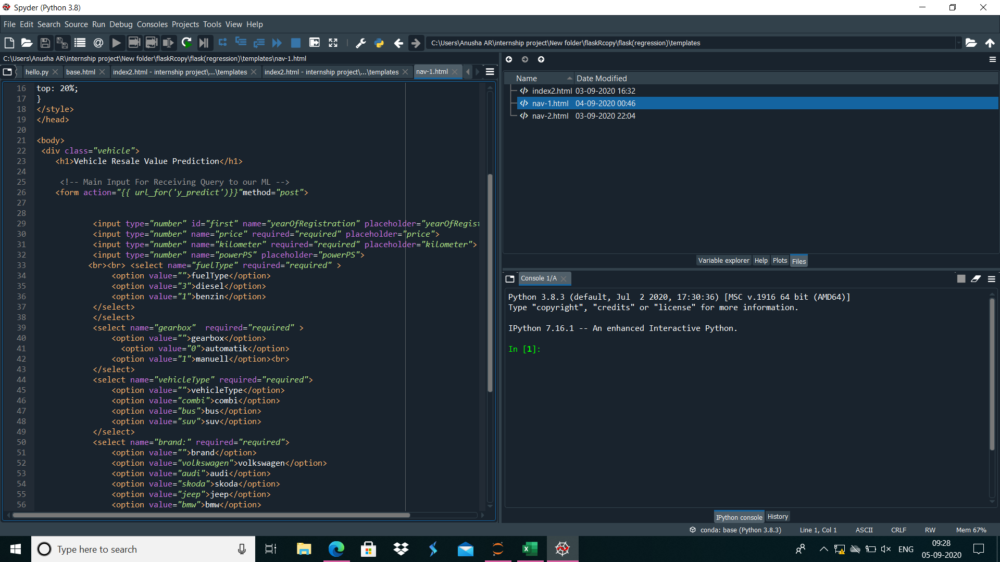 Spyder (Python 3.8)
File Edit Search Source Run Debug Consoles Projects Tools View Help
C:\Users\Anusha AR\internship project\New folder\flaskRcopy\flask(regression)\templates
C:\Users\Anusha AR\internship project\New folder\flaskRcopy\flask(regression)\templates\nav-1.html
hello.py base.html index2.html - internship project\...\templates index2.html - internship project\...\templates nav-1.html
16 top: 20%;
17 }
18 </style>
19 </head>
20
21 <body>
22 <div class="vehicle">
23 <h1>Vehicle Resale Value Prediction</h1>
24
25 <!-- Main Input For Receiving Query to our ML -->
26 <form action="{{ url_for('y_predict')}}"method="post">
27
28
29 <input type="number" id="first" name="yearOfRegistration" placeholder="yearOfRegist
30 <input type="number" name="price" required="required" placeholder="price">
31 <input type="number" name="kilometer" required="required" placeholder="kilometer">
32 <input type="number" name="powerPS" placeholder="powerPS">
33 <br><br> <select name="fuelType" required="required" >
34 <option value="">fuelType</option>
35 <option value="3">diesel</option>
36 <option value="1">benzin</option>
37 </select>
38 </select>
39 <select name="gearbox"  required="required" >
40 <option value="">gearbox</option>
41 <option value="0">automatik</option>
42 <option value="1">manuell</option><br>
43 </select>
44 <select name="vehicleType" required="required">
45 <option value="">vehicleType</option>
46 <option value="combi">combi</option>
47 <option value="bus">bus</option>
48 <option value="suv">suv</option>
49 </select>
50 <select name="brand:" required="required">
51 <option value="">brand</option>
52 <option value="volkswagen">volkswagen</option>
53 <option value="audi">audi</option>
54 <option value="skoda">skoda</option>
55 <option value="jeep">jeep</option>
56 <option value="bmw">bmw</option>
Name Date Modified
index2.html 03-09-2020 16:32
nav-1.html 04-09-2020 00:46
nav-2.html 03-09-2020 22:04
Variable explorer Help Plots Files
Console 1/A
Python 3.8.3 (default, Jul  2 2020, 17:30:36) [MSC v.1916 64 bit (AMD64)]
Type "copyright", "credits" or "license" for more information.
IPython 7.16.1 -- An enhanced Interactive Python.
In [1]:
IPython console History
conda: base (Python 3.8.3) Line 1, Col 1 ASCII CRLF RW Mem 67%
Type here to search
ENG
09:28
05-09-2020